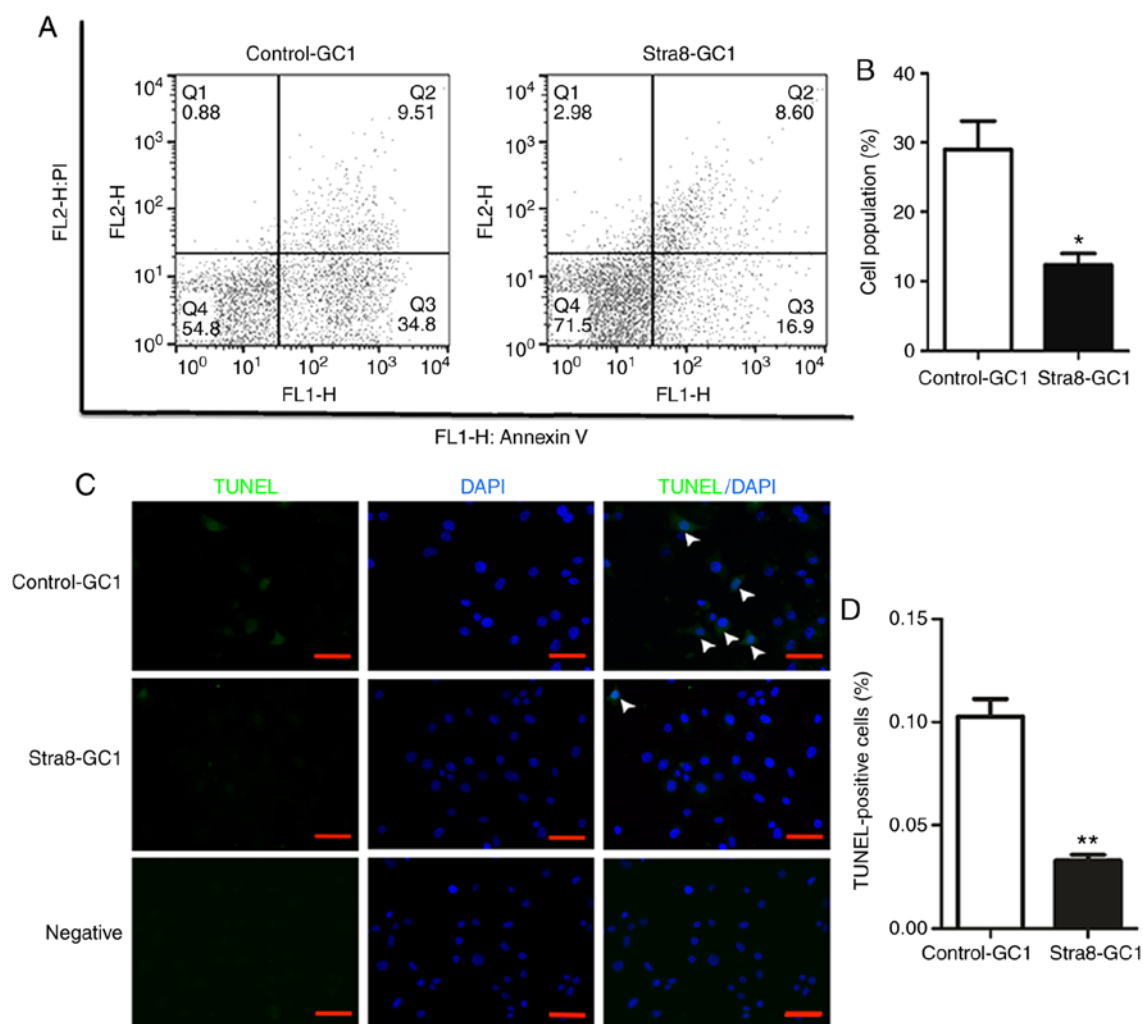 A
Control-GC1
Stra8-GC1
FL2-H:PI
FL2-H
10⁴
10³
10²
10¹
10⁰
Q1
0.88
Q2
9.51
Q4
54.8
Q3
34.8
10⁰ 10¹ 10² 10³ 10⁴
FL1-H
FL2-H
10⁴
10³
10²
10¹
10⁰
Q1
2.98
Q2
8.60
Q4
71.5
Q3
16.9
10⁰ 10¹ 10² 10³ 10⁴
FL1-H
FL1-H: Annexin V
B
Cell population (%)
40
30
20
10
0
*
Control-GC1 Stra8-GC1
C
TUNEL DAPI TUNEL/DAPI
Control-GC1
Stra8-GC1
Negative
D
TUNEL-positive cells (%)
0.15
0.10
0.05
0.00
**
Control-GC1 Stra8-GC1